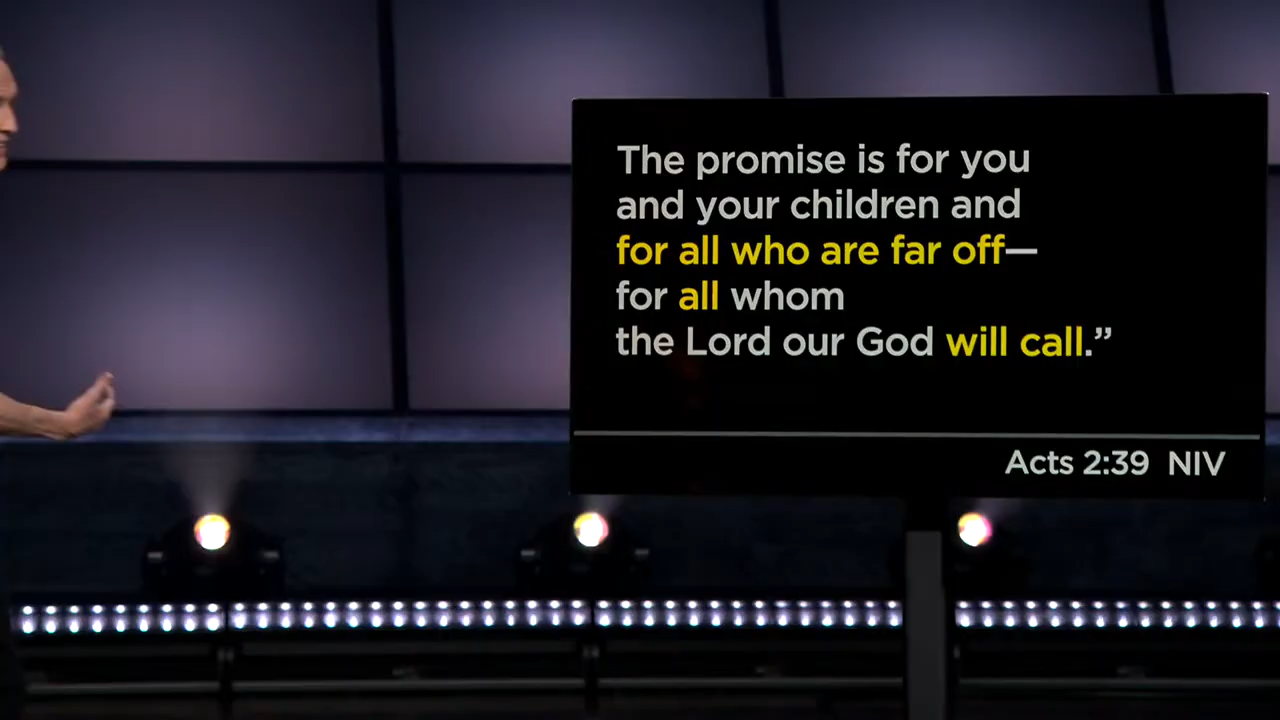 The promise is for you
and your children and
for all who are far off—
for all whom
the Lord our God will call.”
Acts 2:39 NIV